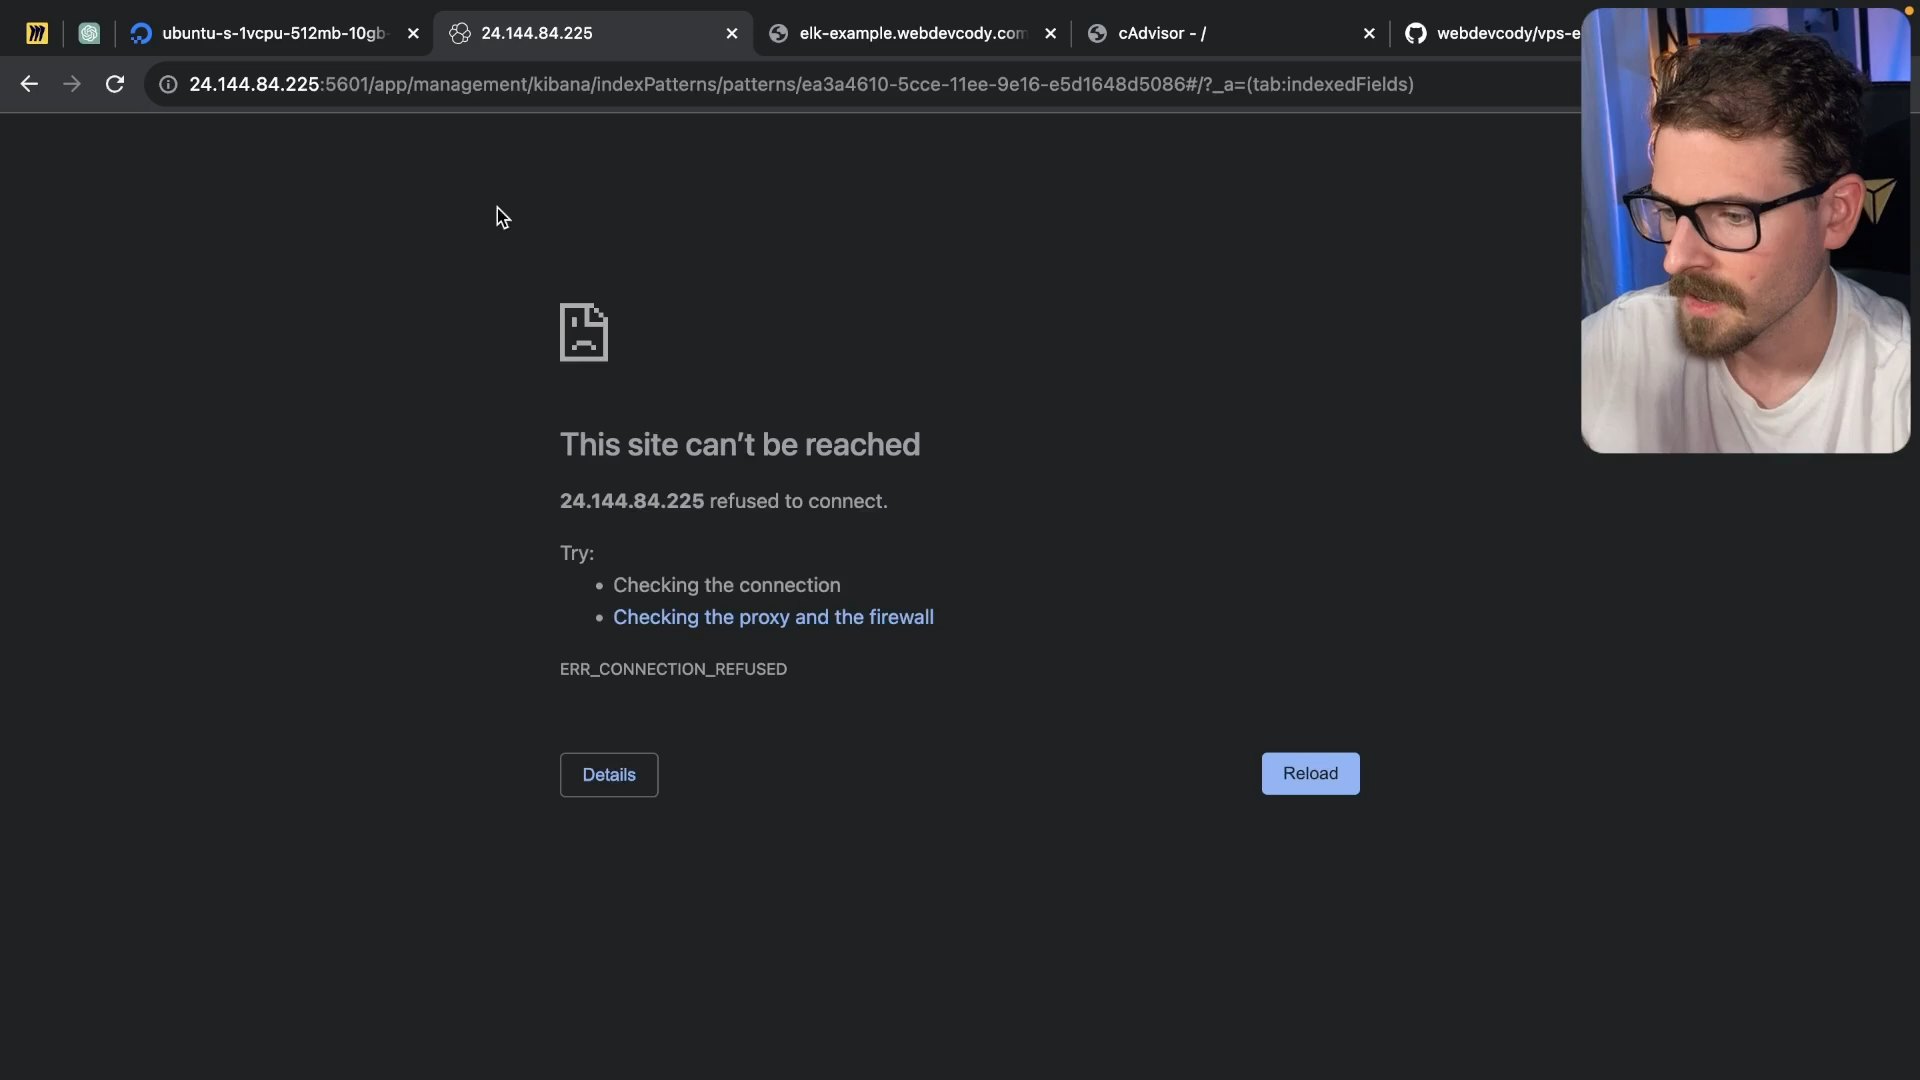 ubuntu-s-1vcpu-512mb-10gb-
24.144.84.225
elk-example.webdevcody.com
cAdvisor - /
webdevcody/vps-e
24.144.84.225:5601/app/management/kibana/indexPatterns/patterns/ea3a4610-5cce-11ee-9e16-e5d1648d5086#/?_a=(tab:indexedFields)
This site can’t be reached
24.144.84.225 refused to connect.
Try:
• Checking the connection
• Checking the proxy and the firewall
ERR_CONNECTION_REFUSED
Details
Reload